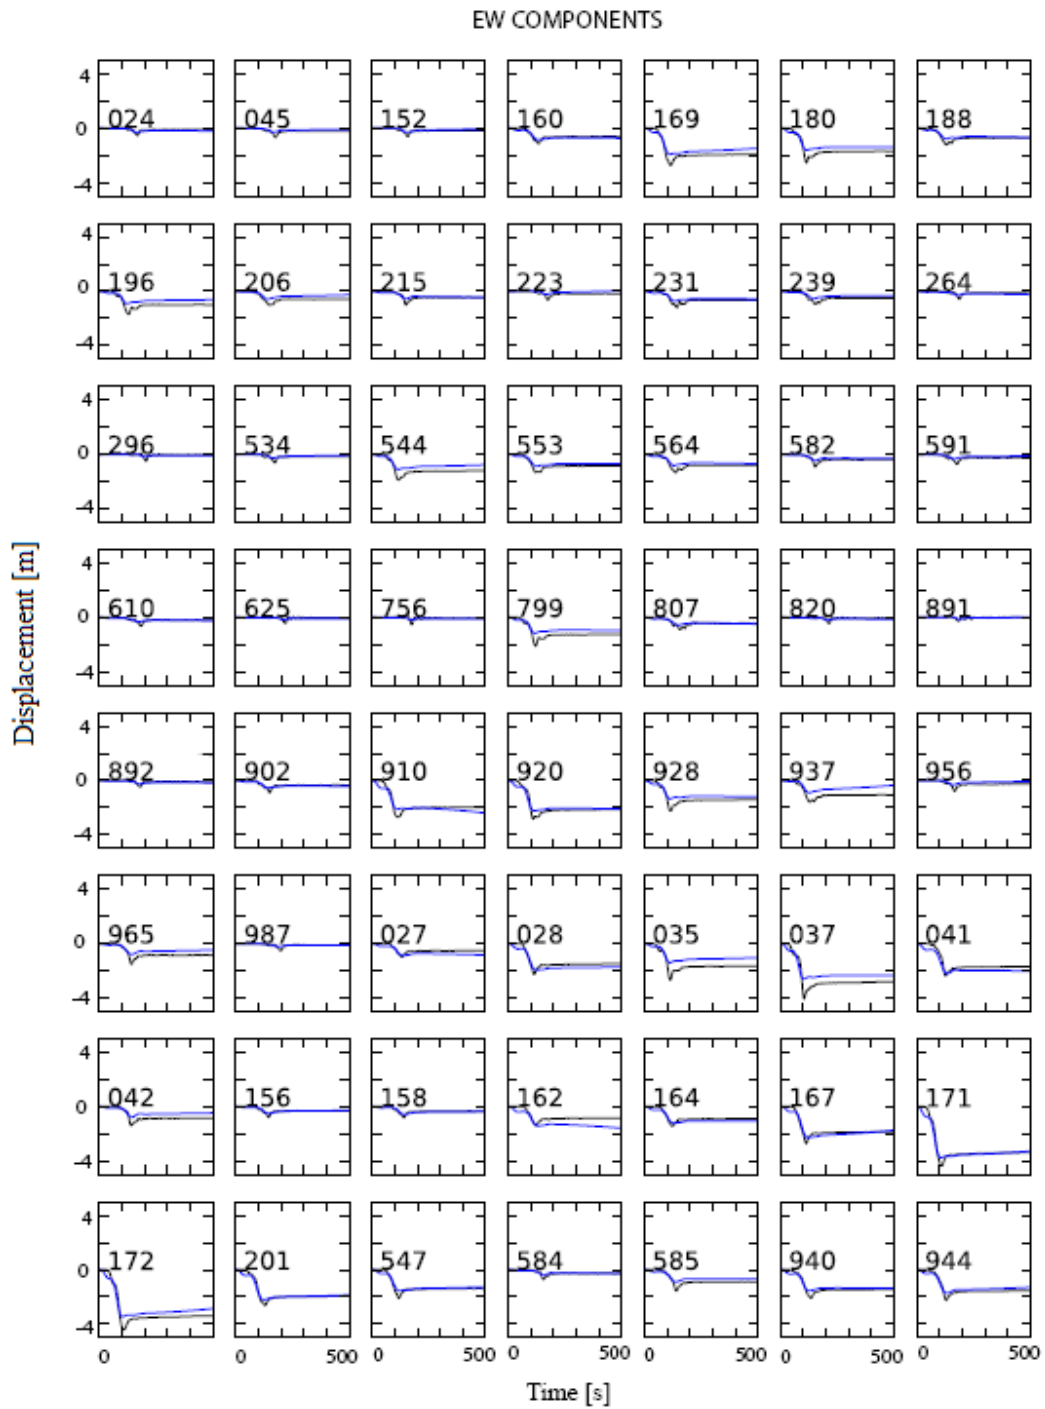 EW COMPONENTS
4 024 045 152 160 169 180 188
0
-4
4 196 206 215 223 231 239 264
0
-4
4 296 534 544 553 564 582 591
0
-4
4 610 625 756 799 807 820 891
0
-4
4 892 902 910 920 928 937 956
0
-4
4 965 987 027 028 035 037 041
0
-4
4 042 156 158 162 164 167 171
0
-4
4 172 201 547 584 585 940 944
0
-4
0 0 500 0 500 0 500 0 500 0 500 0 500
Time [s]
Displacement [m]